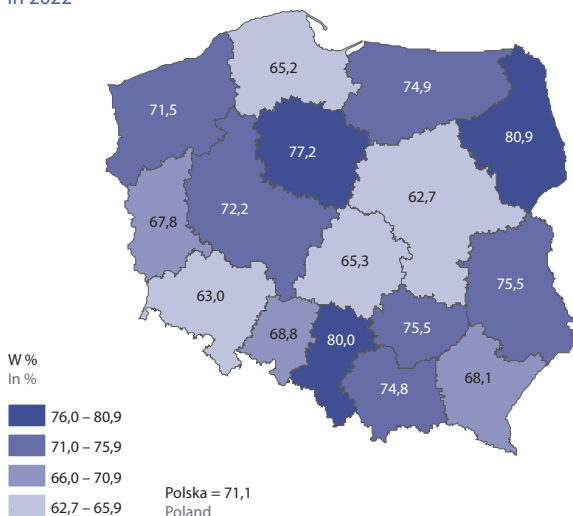 in 2022
65,2
74,9
71,5
80,9
77,2
62,7
72,2
67,8
65,3
75,5
63,0
75,5
68,8
80,0
68,1
74,8
W %
In %
76,0 – 80,9
71,0 – 75,9
66,0 – 70,9
62,7 – 65,9
Polska = 71,1
Poland